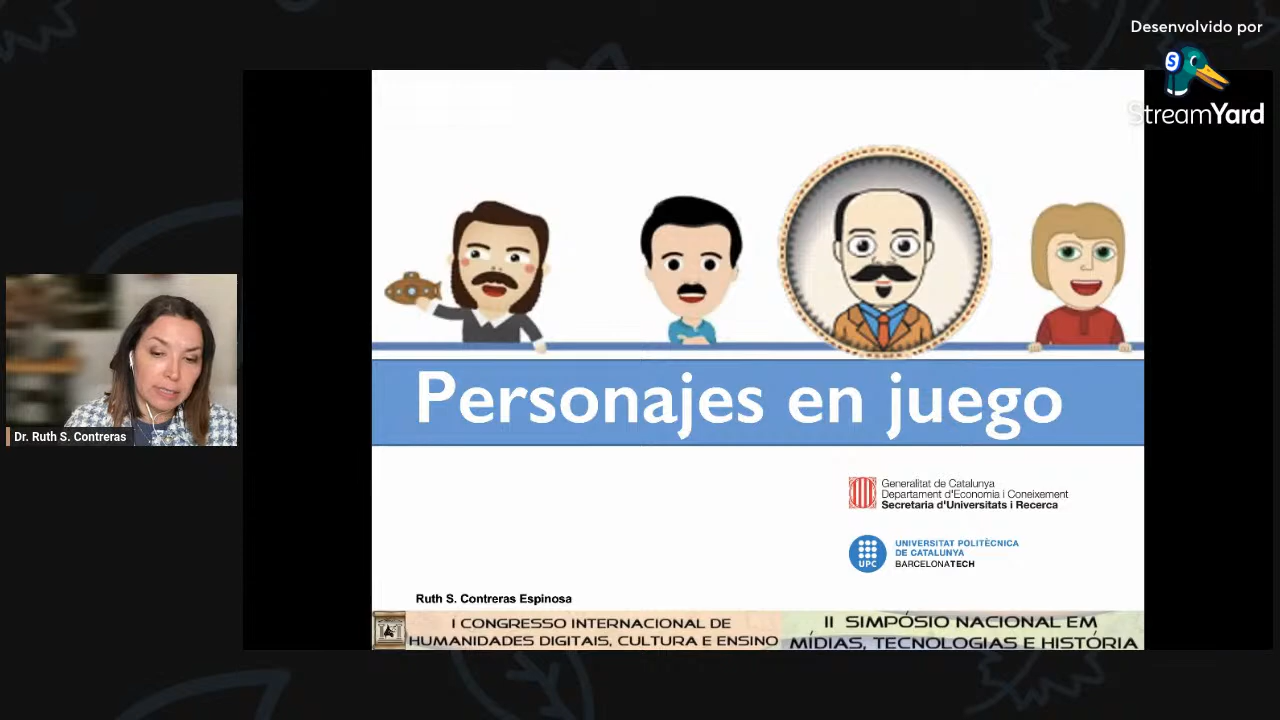 Desenvolvido por
StreamYard
Personajes en juego
Generalitat de Catalunya
Departament d'Economia i Coneixement
Secretaria d'Universitats i Recerca
UPC
UNIVERSITAT POLITÈCNICA
DE CATALUNYA
BARCELONATECH
Dr. Ruth S. Contreras
Ruth S. Contreras Espinosa
I CONGRESSO INTERNACIONAL DE
HUMANIDADES DIGITAIS, CULTURA E ENSINO
II SIMPÓSIO NACIONAL EM
MÍDIAS, TECNOLOGIAS E HISTÓRIA